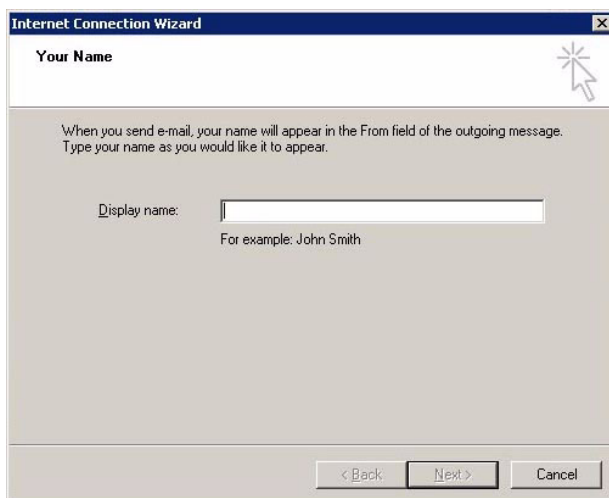 Internet Connection Wizard
Your Name
When you send e-mail, your name will appear in the From field of the outgoing message.
Type your name as you would like it to appear.
Display name:
For example: John Smith
< Back
Next >
Cancel